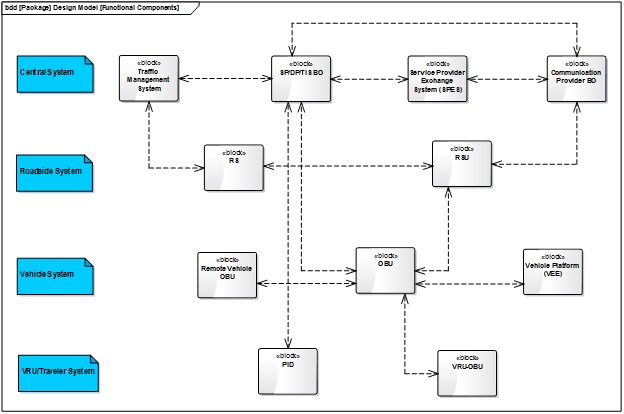 bdd [Package] Design Model [Functional Components]
Central System
«block»
Traffic
Management
System
«block»
SP/DP/TIS BO
«block»
Service Provider
Exchange
System (SPES)
«block»
Communication
Provider BO
Roadside System
«block»
RS
«block»
RSU
Vehicle System
«block»
Remote Vehicle
OBU
«block»
OBU
«block»
Vehicle Platform
(VEE)
VRU/Traveler System
«block»
PID
«block»
VRU-OBU